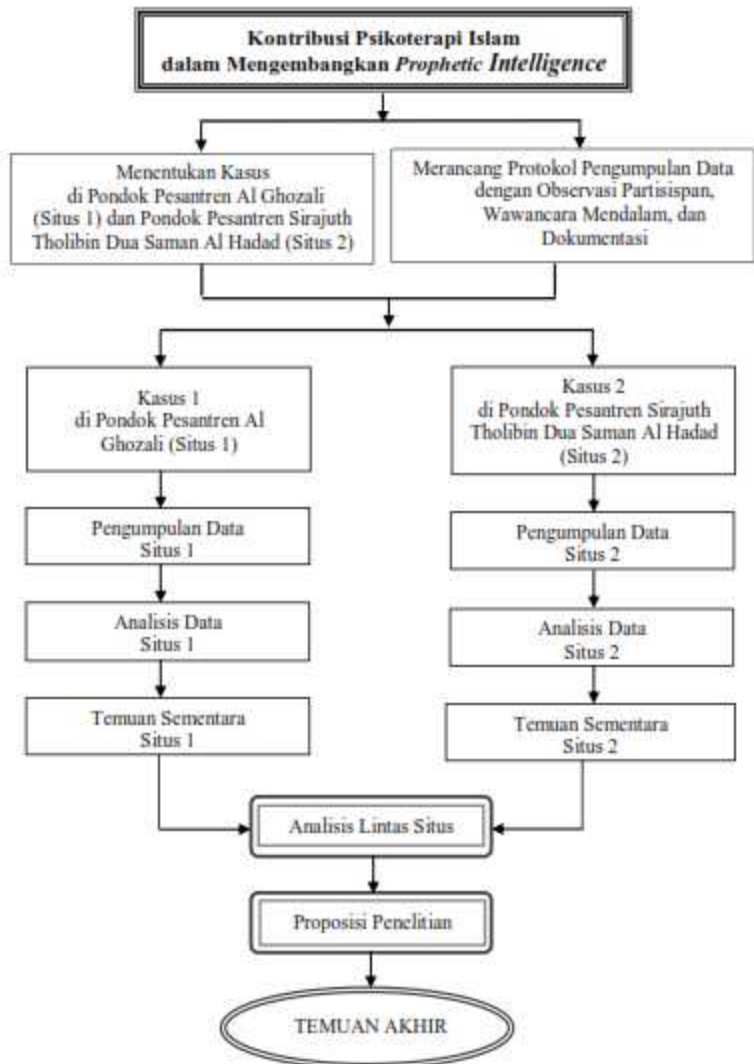 Kontribusi Psikoterapi Islam
dalam Mengembangkan Prophetic Intelligence
Menentukan Kasus
di Pondok Pesantren Al Ghozali
(Situs 1) dan Pondok Pesantren Sirajuth
Tholibin Dua Saman Al Hadad (Situs 2)
Merancang Protokol Pengumpulan Data
dengan Observasi Partisispan,
Wawancara Mendalam, dan
Dokumentasi
Kasus 1
di Pondok Pesantren Al
Ghozali (Situs 1)
Kasus 2
di Pondok Pesantren Sirajuth
Tholibin Dua Saman Al Hadad
(Situs 2)
Pengumpulan Data
Situs 1
Pengumpulan Data
Situs 2
Analisis Data
Situs 1
Analisis Data
Situs 2
Temuan Sementara
Situs 1
Temuan Sementara
Situs 2
Analisis Lintas Situs
Proposisi Penelitian
TEMUAN AKHIR